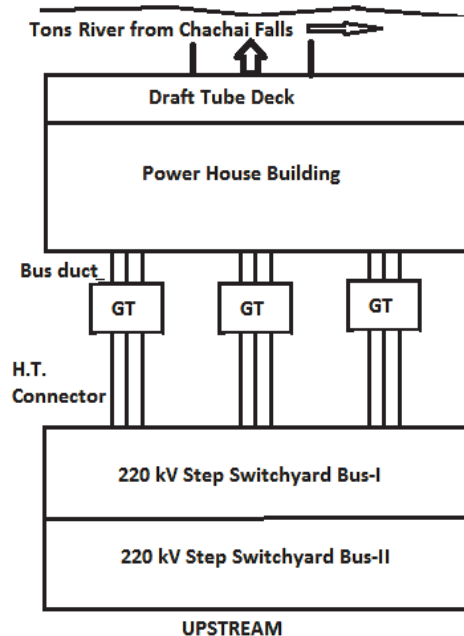 Tons River from Chachai Falls
Draft Tube Deck
Power House Building
Bus duct_
GT
GT
GT
H.T.
Connector
220 kV Step Switchyard Bus-I
220 kV Step Switchyard Bus-II
UPSTREAM